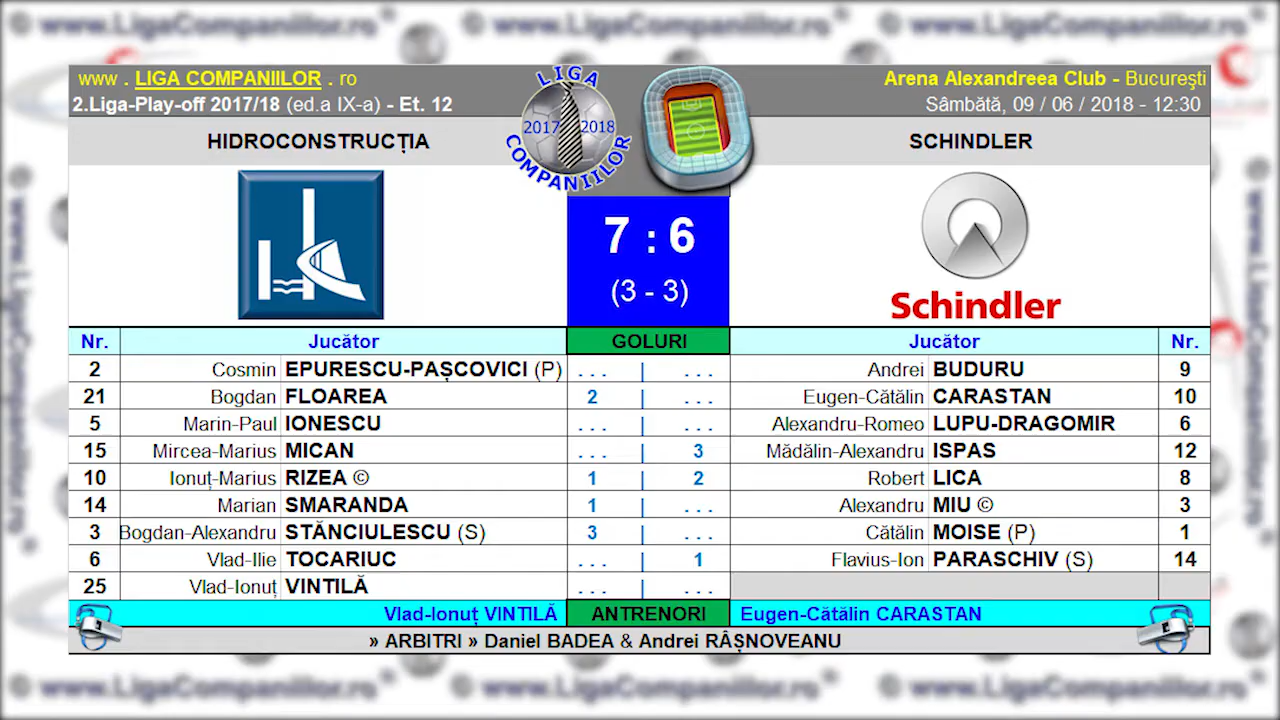 www . LIGA COMPANIILOR . ro
Arena Alexandreea Club - Bucureşti
2.Liga-Play-off 2017/18 (ed.a IX-a) - Et. 12
Sâmbătă, 09 / 06 / 2018 - 12:30
LIGA
2017 2018
COMPANIILOR
HIDROCONSTRUCȚIA
SCHINDLER
7 : 6
(3 - 3)
Schindler
Nr. Jucător GOLURI Jucător Nr.
2 Cosmin EPURESCU-PAȘCOVICI (P) . . . | . . . Andrei BUDURU 9
21 Bogdan FLOAREA 2 | . . . Eugen-Cătălin CARASTAN 10
5 Marin-Paul IONESCU . . . | . . . Alexandru-Romeo LUPU-DRAGOMIR 6
15 Mircea-Marius MICAN . . . | 3 Mădălin-Alexandru ISPAS 12
10 Ionuț-Marius RIZEA © 1 | 2 Robert LICA 8
14 Marian SMARANDA 1 | . . . Alexandru MIU © 3
3 Bogdan-Alexandru STĂNCIULESCU (S) 3 | . . . Cătălin MOISE (P) 1
6 Vlad-Ilie TOCARIUC . . . | 1 Flavius-Ion PARASCHIV (S) 14
25 Vlad-Ionuț VINTILĂ . . . | . . .
Vlad-Ionuț VINTILĂ ANTRENORI Eugen-Cătălin CARASTAN
» ARBITRI » Daniel BADEA & Andrei RÂȘNOVEANU
© www.LigaCompaniilor.ro © www.LigaCompaniilor.ro © www.LigaCompaniilor.ro